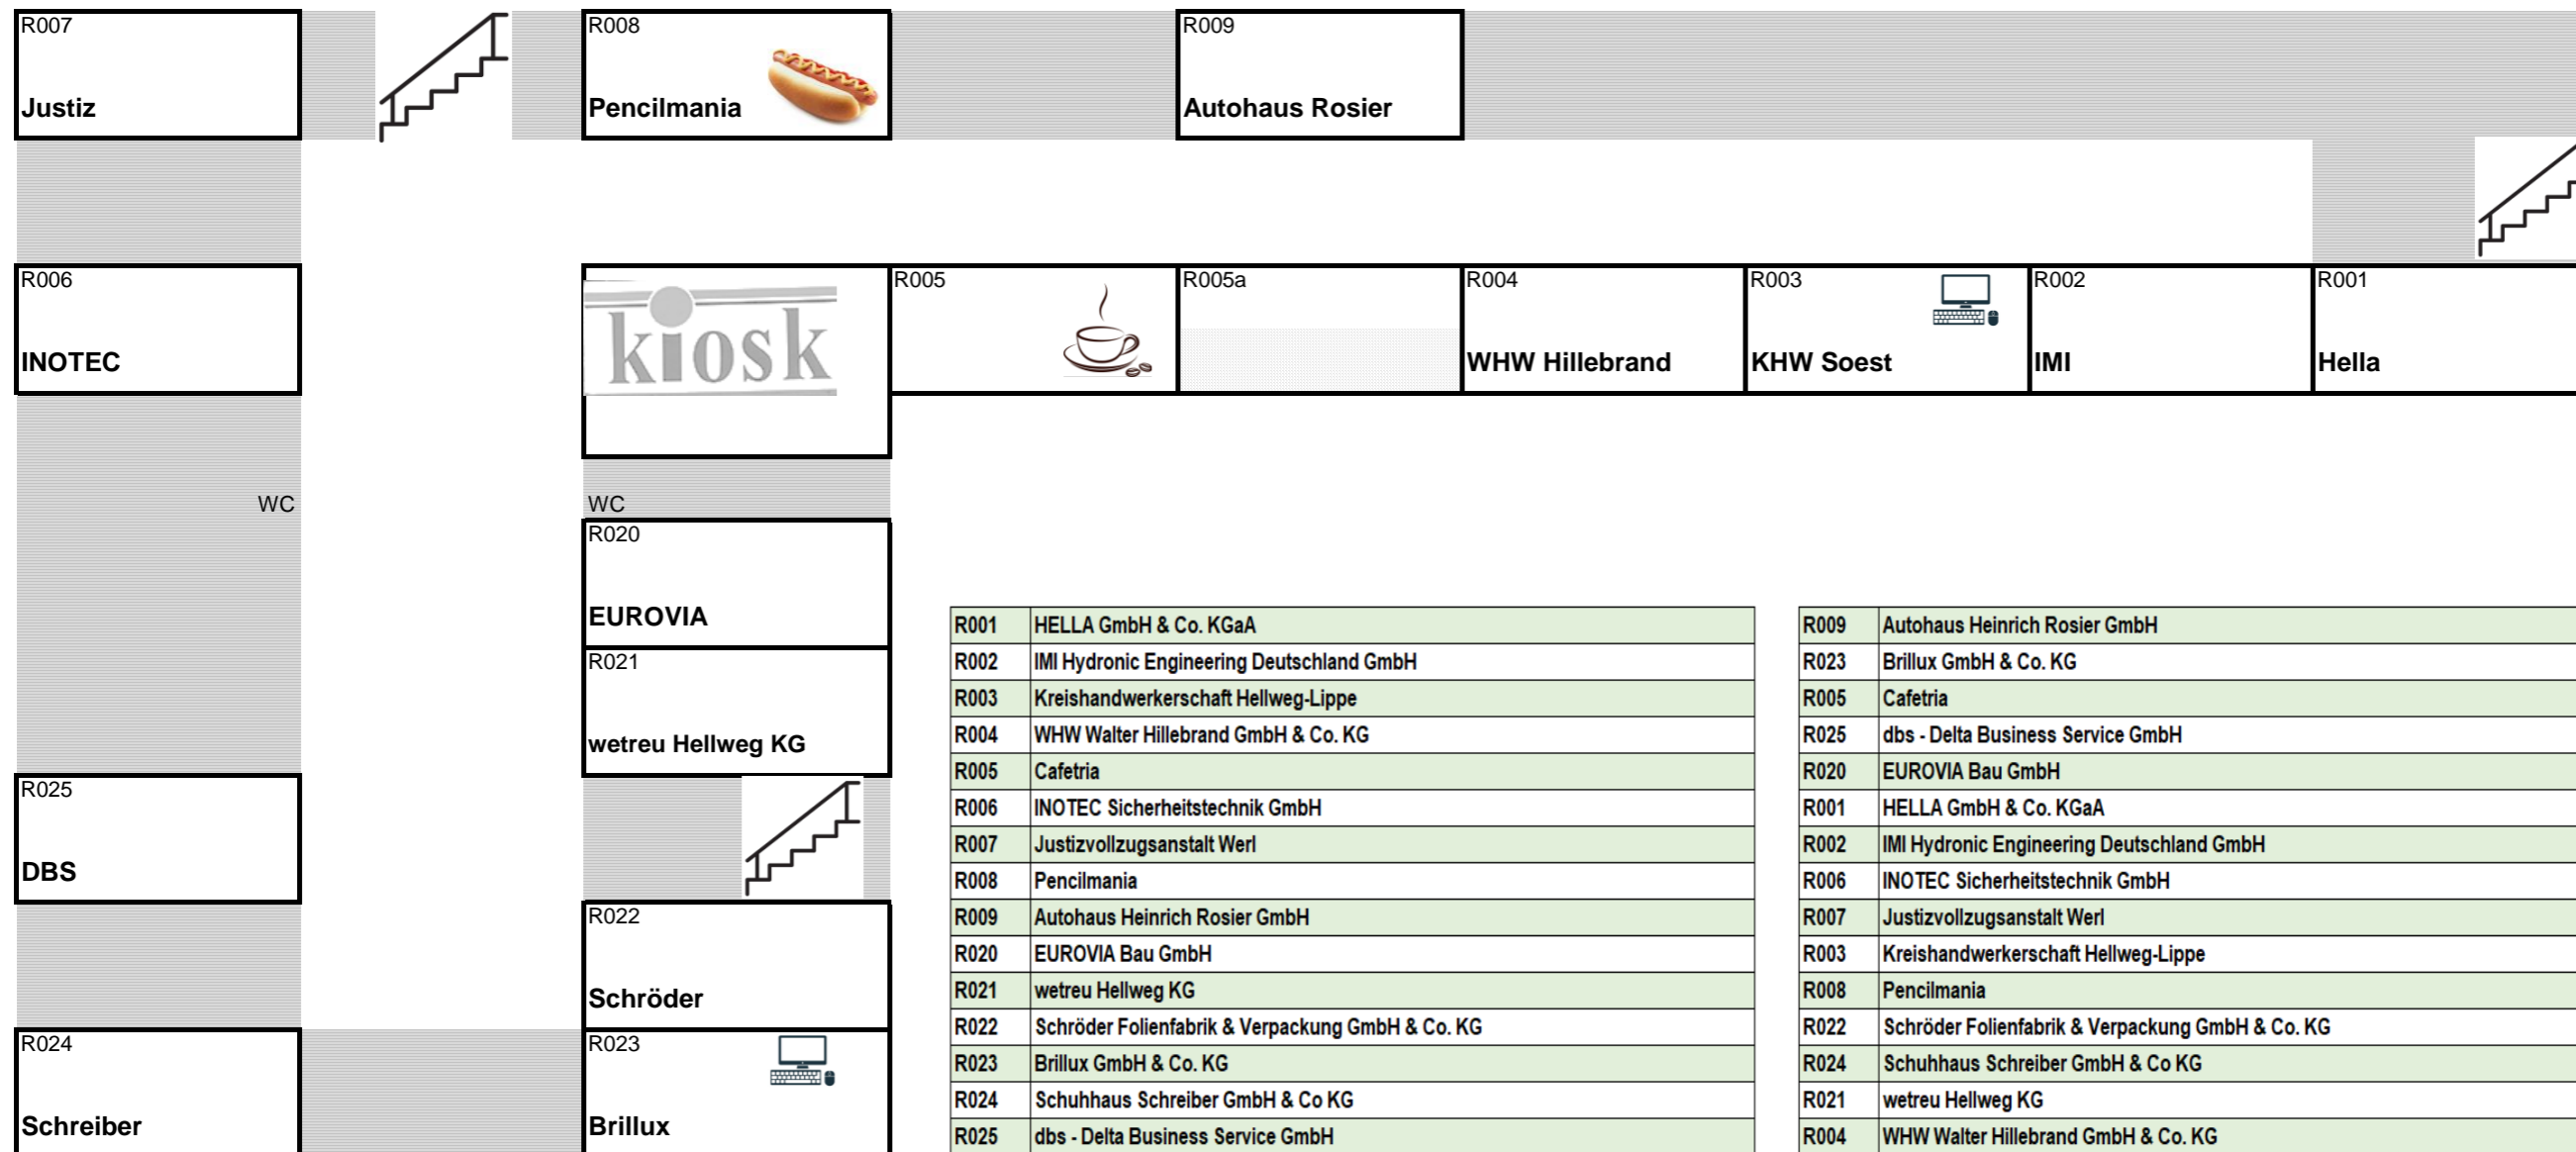 R007
R008
R009
Justiz
Pencilmania
Autohaus Rosier
R006
kiosk
R005
R005a
R004
R003
R002
R001
INOTEC
WHW Hillebrand
KHW Soest
IMI
Hella
WC
WC
R020
EUROVIA
R021
wetreu Hellweg KG
R025
DBS
R022
Schröder
R024
R023
Schreiber
Brillux
R001 HELLA GmbH & Co. KGaA
R002 IMI Hydronic Engineering Deutschland GmbH
R003 Kreishandwerkerschaft Hellweg-Lippe
R004 WHW Walter Hillebrand GmbH & Co. KG
R005 Cafetria
R006 INOTEC Sicherheitstechnik GmbH
R007 Justizvollzugsanstalt Werl
R008 Pencilmania
R009 Autohaus Heinrich Rosier GmbH
R020 EUROVIA Bau GmbH
R021 wetreu Hellweg KG
R022 Schröder Folienfabrik & Verpackung GmbH & Co. KG
R023 Brillux GmbH & Co. KG
R024 Schuhhaus Schreiber GmbH & Co KG
R025 dbs - Delta Business Service GmbH
R009 Autohaus Heinrich Rosier GmbH
R023 Brillux GmbH & Co. KG
R005 Cafetria
R025 dbs - Delta Business Service GmbH
R020 EUROVIA Bau GmbH
R001 HELLA GmbH & Co. KGaA
R002 IMI Hydronic Engineering Deutschland GmbH
R006 INOTEC Sicherheitstechnik GmbH
R007 Justizvollzugsanstalt Werl
R003 Kreishandwerkerschaft Hellweg-Lippe
R008 Pencilmania
R022 Schröder Folienfabrik & Verpackung GmbH & Co. KG
R024 Schuhhaus Schreiber GmbH & Co KG
R021 wetreu Hellweg KG
R004 WHW Walter Hillebrand GmbH & Co. KG